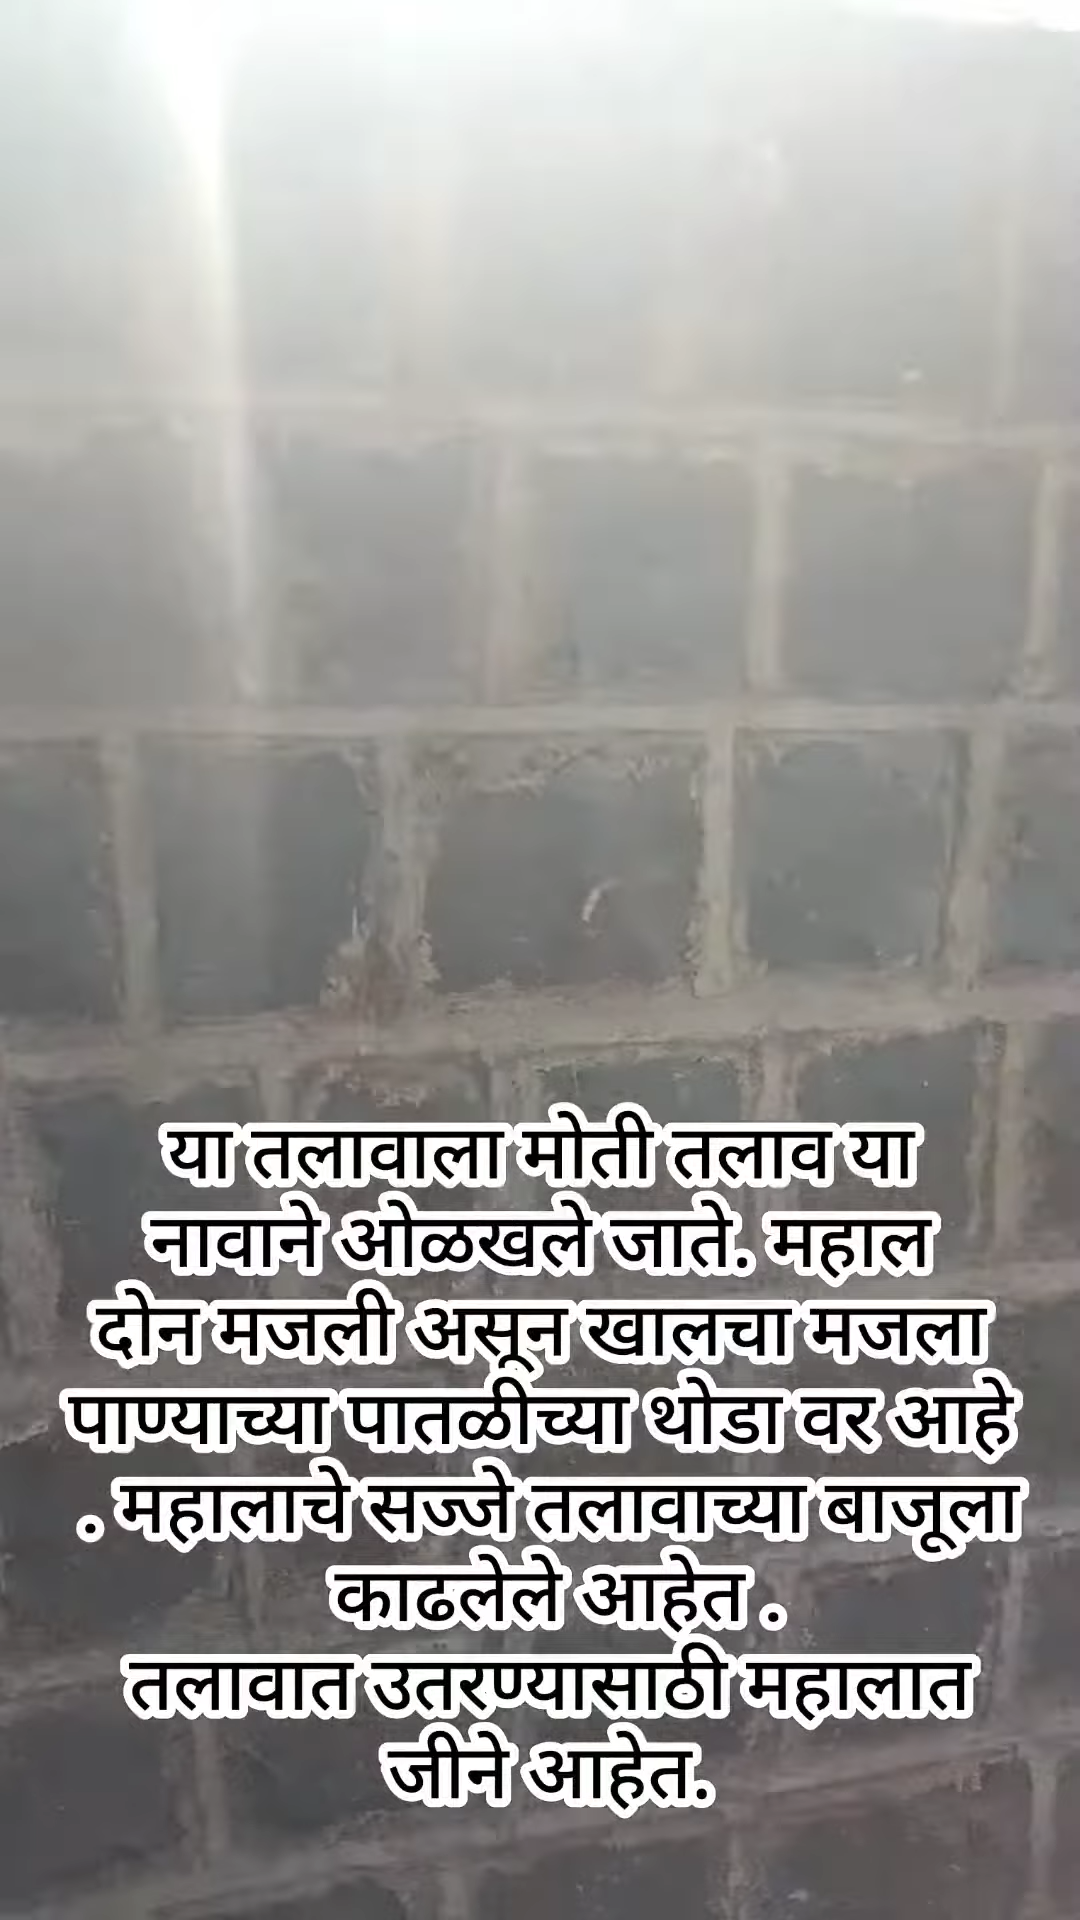 या तलावाला मोती तलाव या
नावाने ओळखले जाते. महाल
दोन मजली असून खालचा मजला
पाण्याच्या पातळीच्या थोडा वर आहे
. महालाचे सज्जे तलावाच्या बाजूला
काढलेले आहेत .
तलावात उतरण्यासाठी महालात
जीने आहेत.